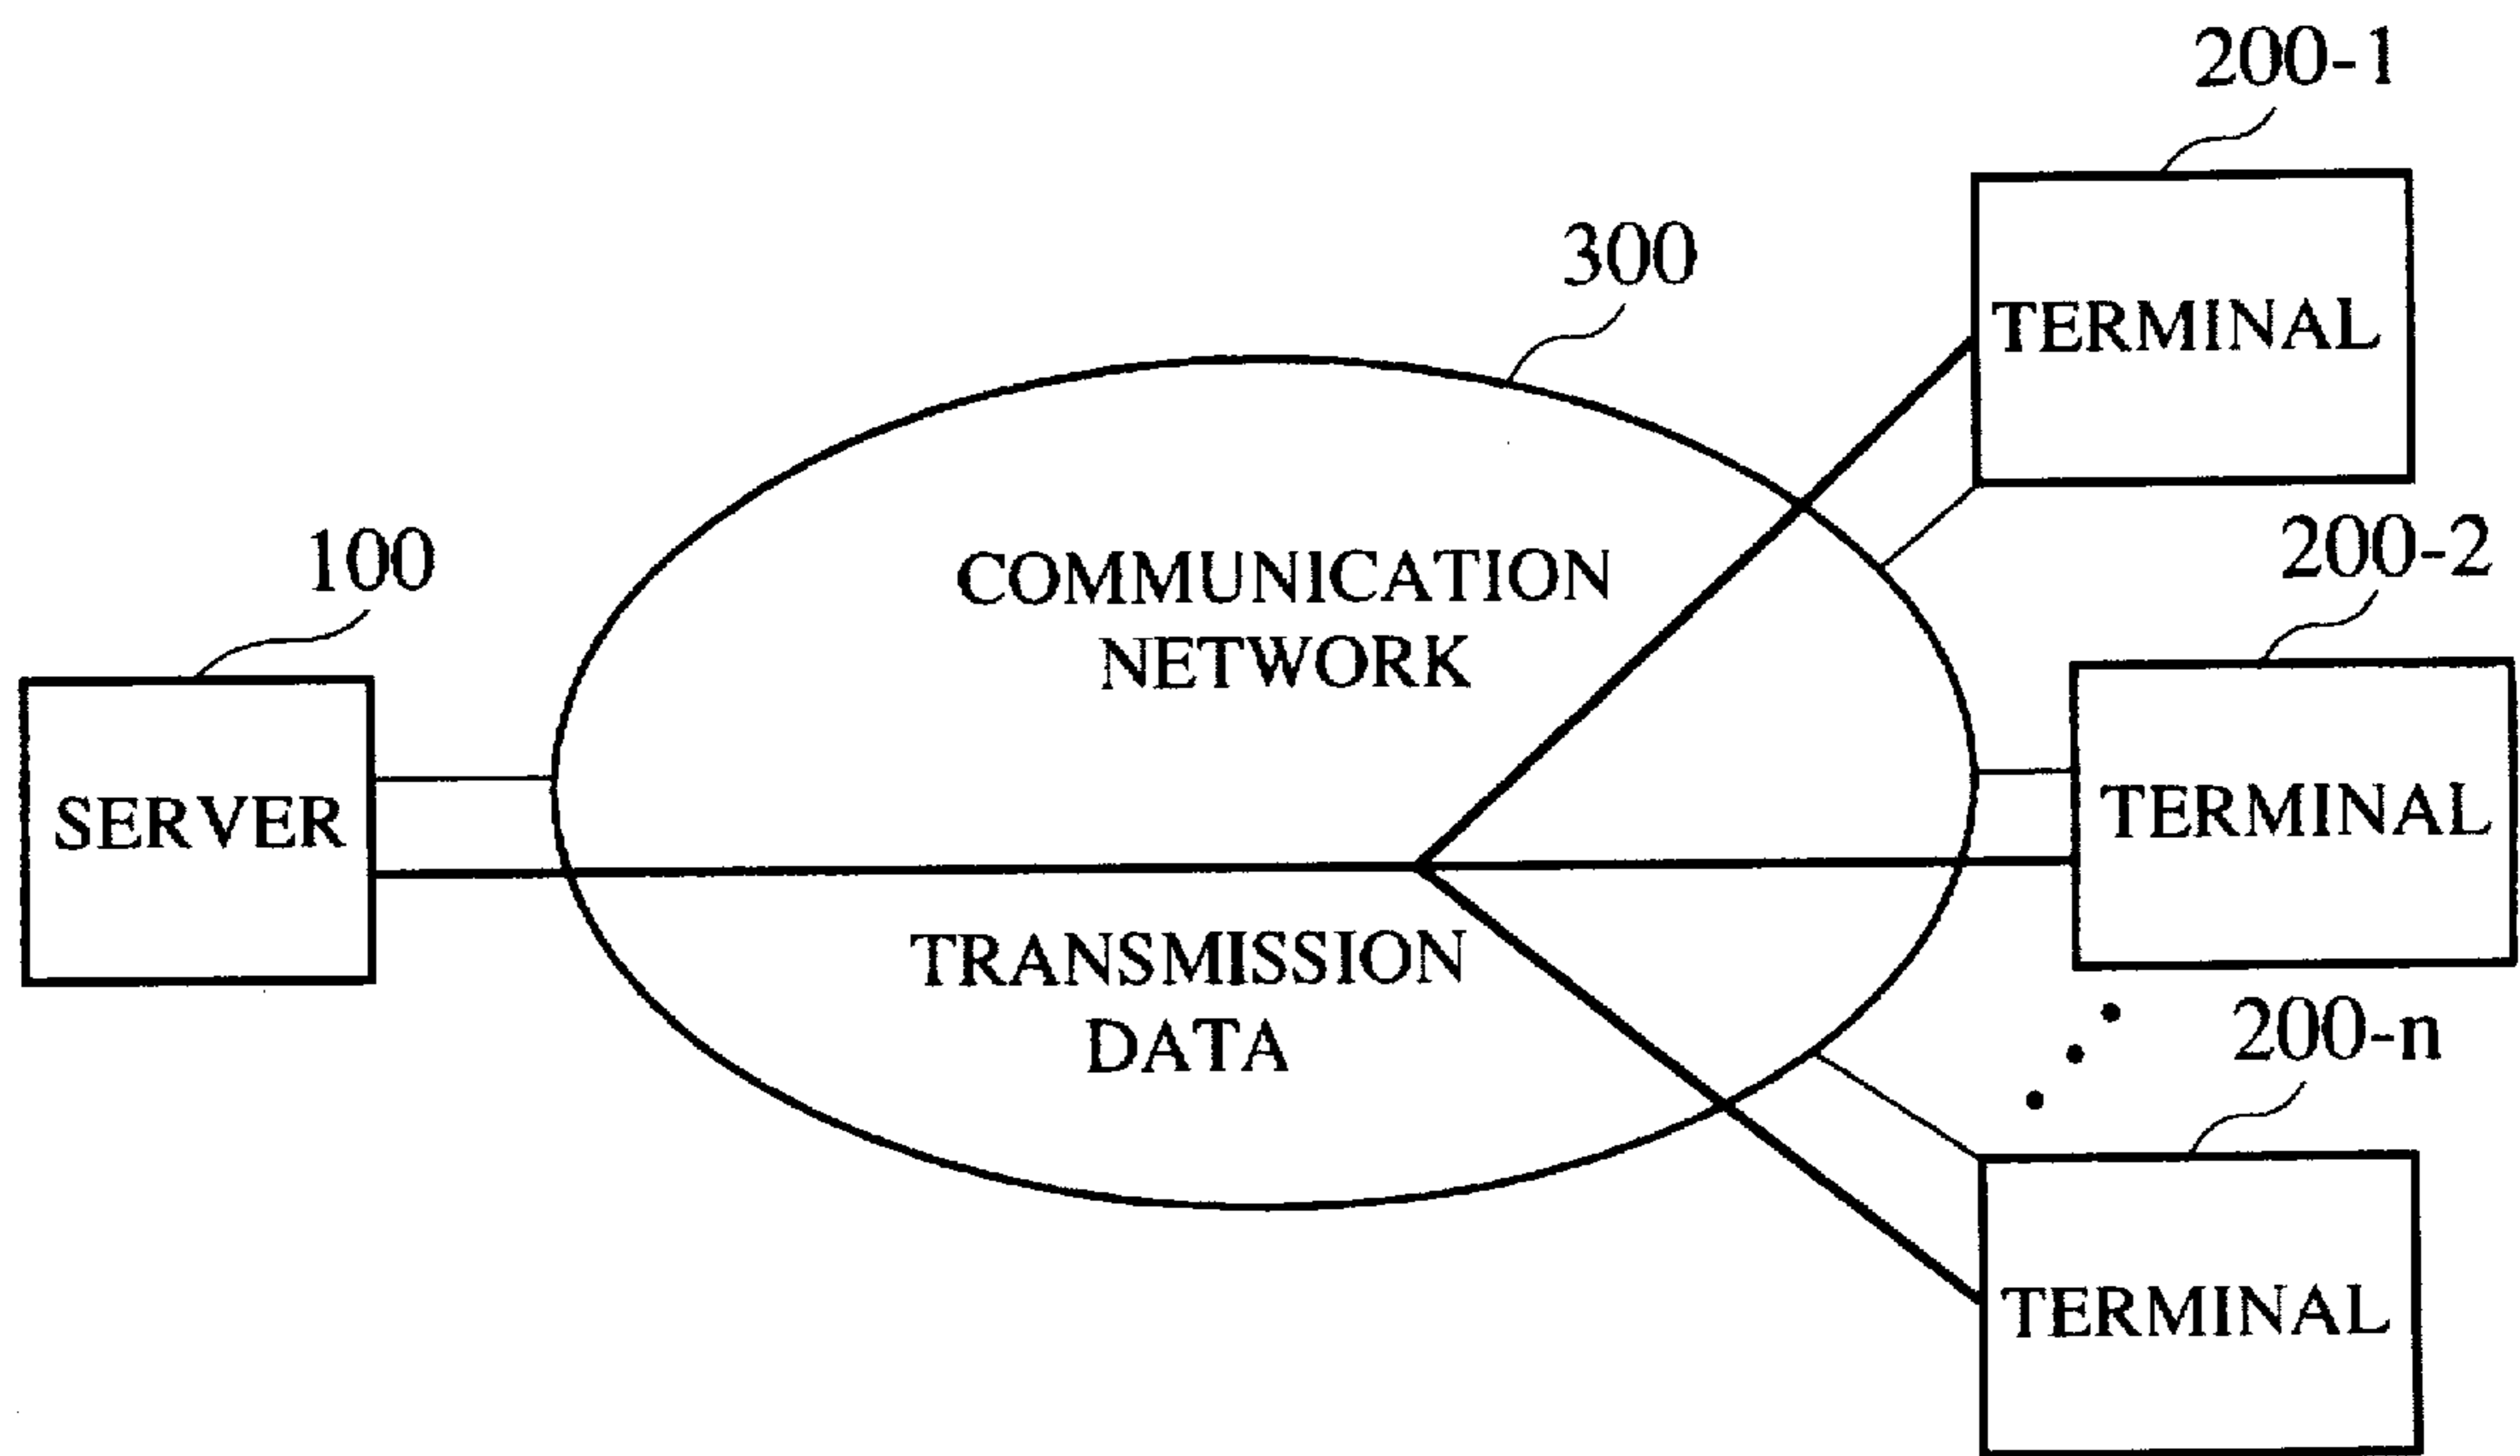 200-1
300
TERMINAL
100
COMMUNICATION
NETWORK
200-2
SERVER
TERMINAL
TRANSMISSION
DATA
200-n
TERMINAL